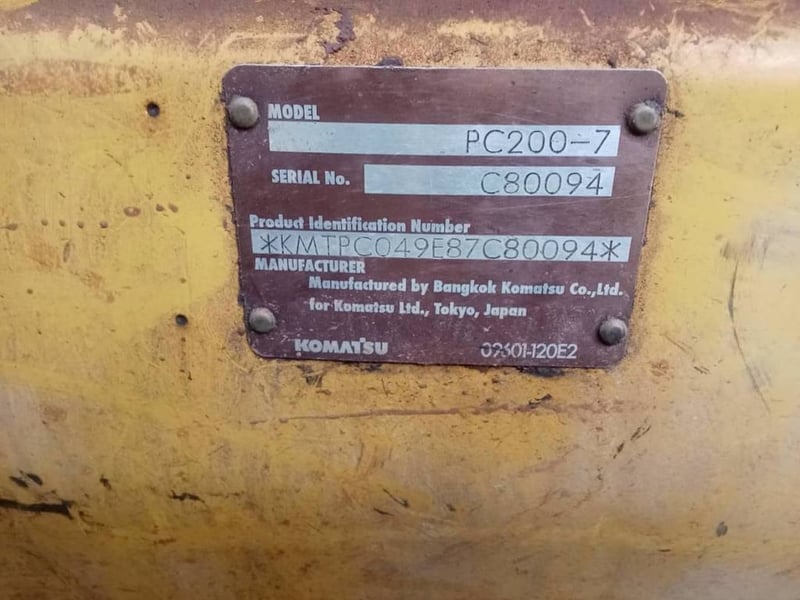 MODEL
PC200-7
SERIAL No. C80094
Product Identification Number
*KMTPC049E87C80094*
MANUFACTURER
Manufactured by Bangkok Komatsu Co.,Ltd.
for Komatsu Ltd., Tokyo, Japan
KOMATSU 09601-120E2